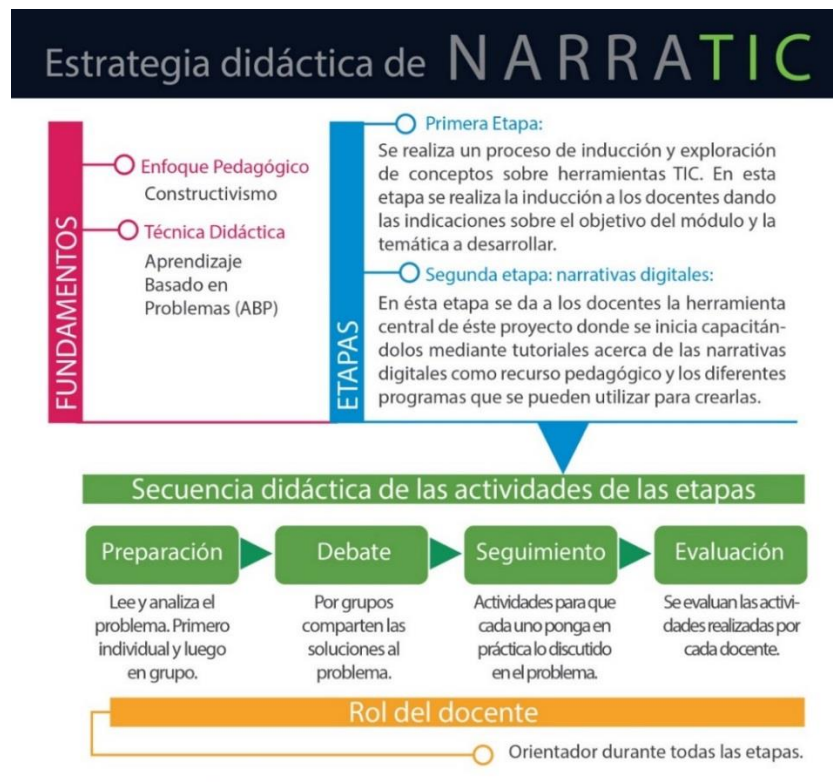 Estrategia didáctica de NARRATIC
FUNDAMENTOS
Enfoque Pedagógico
Constructivismo
Técnica Didáctica
Aprendizaje
Basado en
Problemas (ABP)
ETAPAS
Primera Etapa:
Se realiza un proceso de inducción y exploración
de conceptos sobre herramientas TIC. En esta
etapa se realiza la inducción a los docentes dando
las indicaciones sobre el objetivo del módulo y la
temática a desarrollar.
Segunda etapa: narrativas digitales:
En ésta etapa se da a los docentes la herramienta
central de éste proyecto donde se inicia capacitán-
dolos mediante tutoriales acerca de las narrativas
digitales como recurso pedagógico y los diferentes
programas que se pueden utilizar para crearlas.
Secuencia didáctica de las actividades de las etapas
Preparación
Lee y analiza el
problema. Primero
individual y luego
en grupo.
Debate
Por grupos
comparten las
soluciones al
problema.
Seguimiento
Actividades para que
cada uno ponga en
práctica lo discutido
en el problema.
Evaluación
Se evaluan las activi-
dades realizadas por
cada docente.
Rol del docente
Orientador durante todas las etapas.